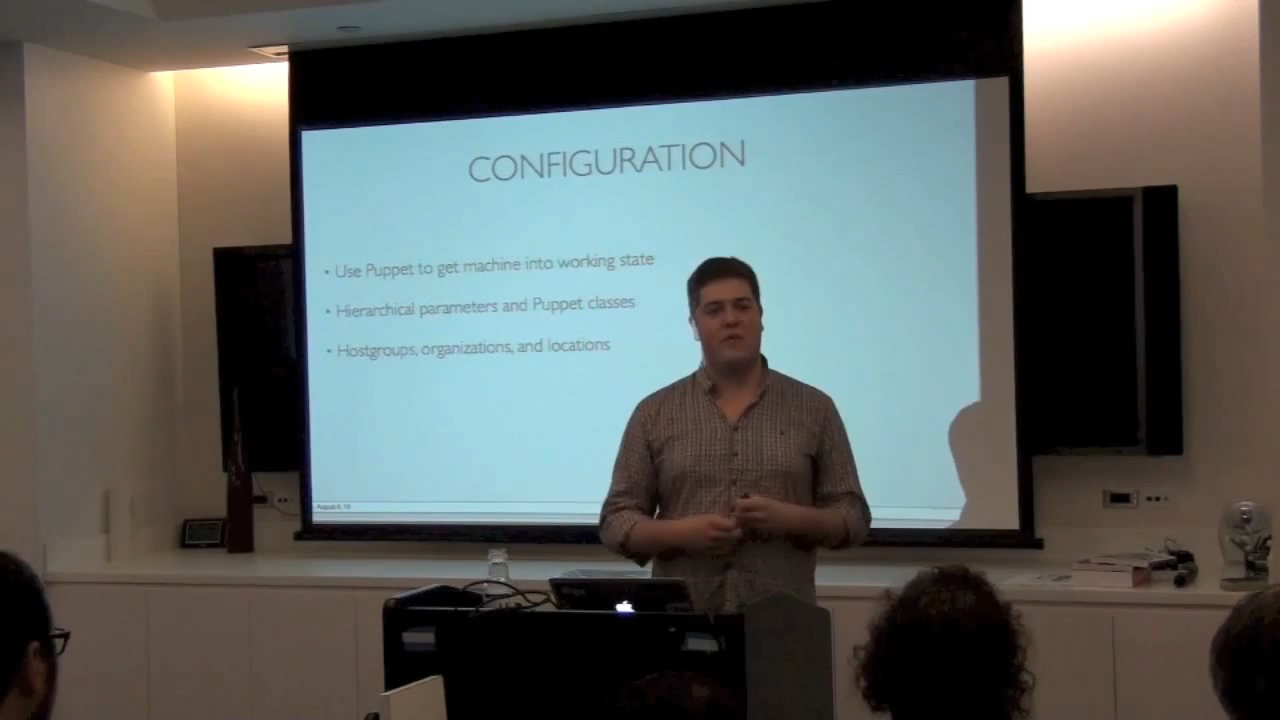 CONFIGURATION
• Use Puppet to get machine into working state
• Hierarchical parameters and Puppet classes
• Hostgroups, organizations, and locations